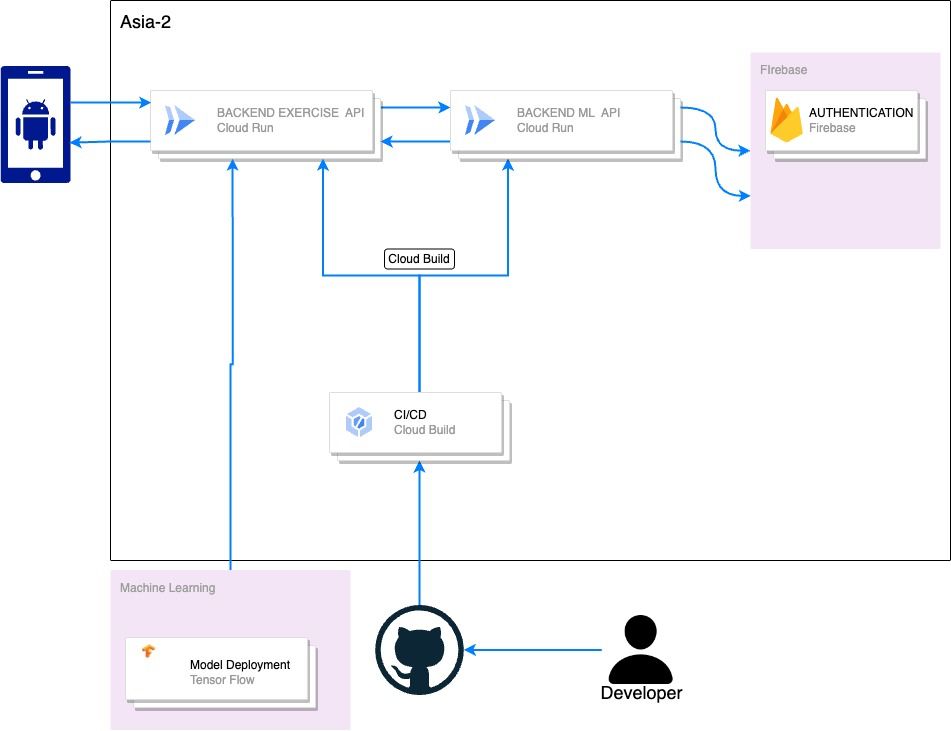 Asia-2
FIrebase
BACKEND EXERCISE API
Cloud Run
BACKEND ML API
Cloud Run
AUTHENTICATION
Firebase
Cloud Build
CI/CD
Cloud Build
Machine Learning
Model Deployment
Tensor Flow
Developer